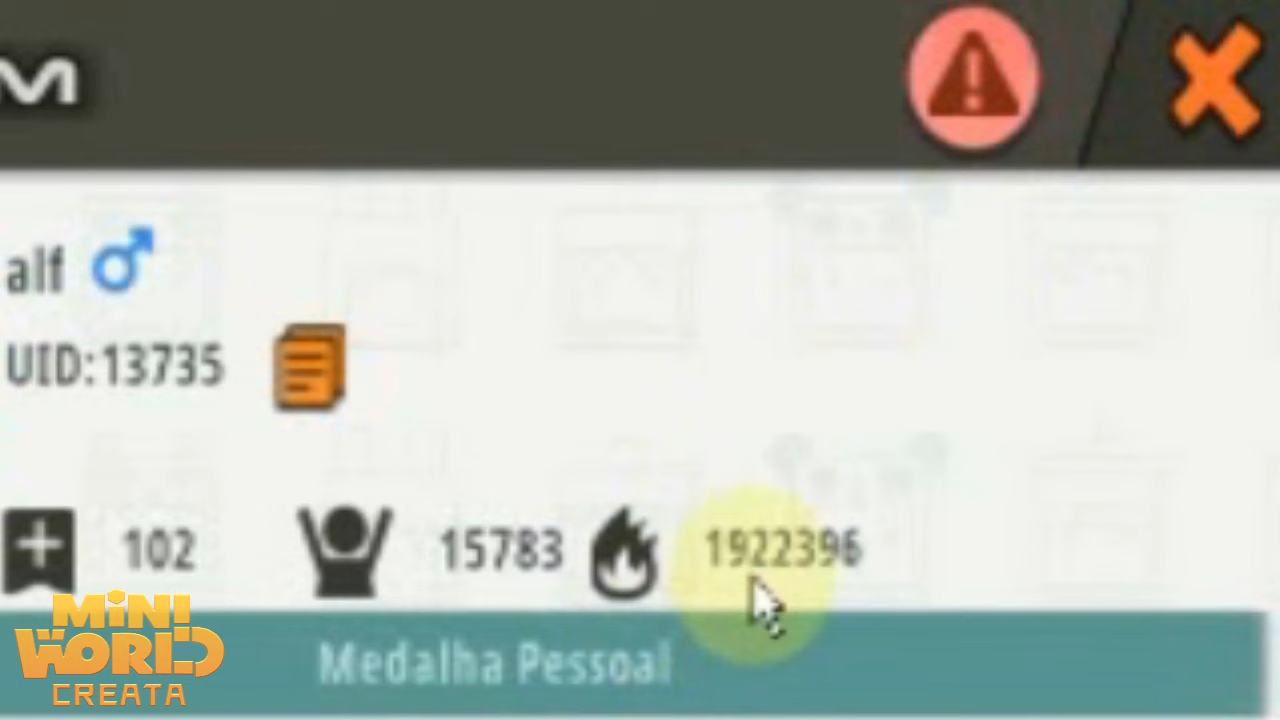 M
alf
UID:13735
102 15783 1922396
Medalha Pessoal
MINI
WORLD
CREATA